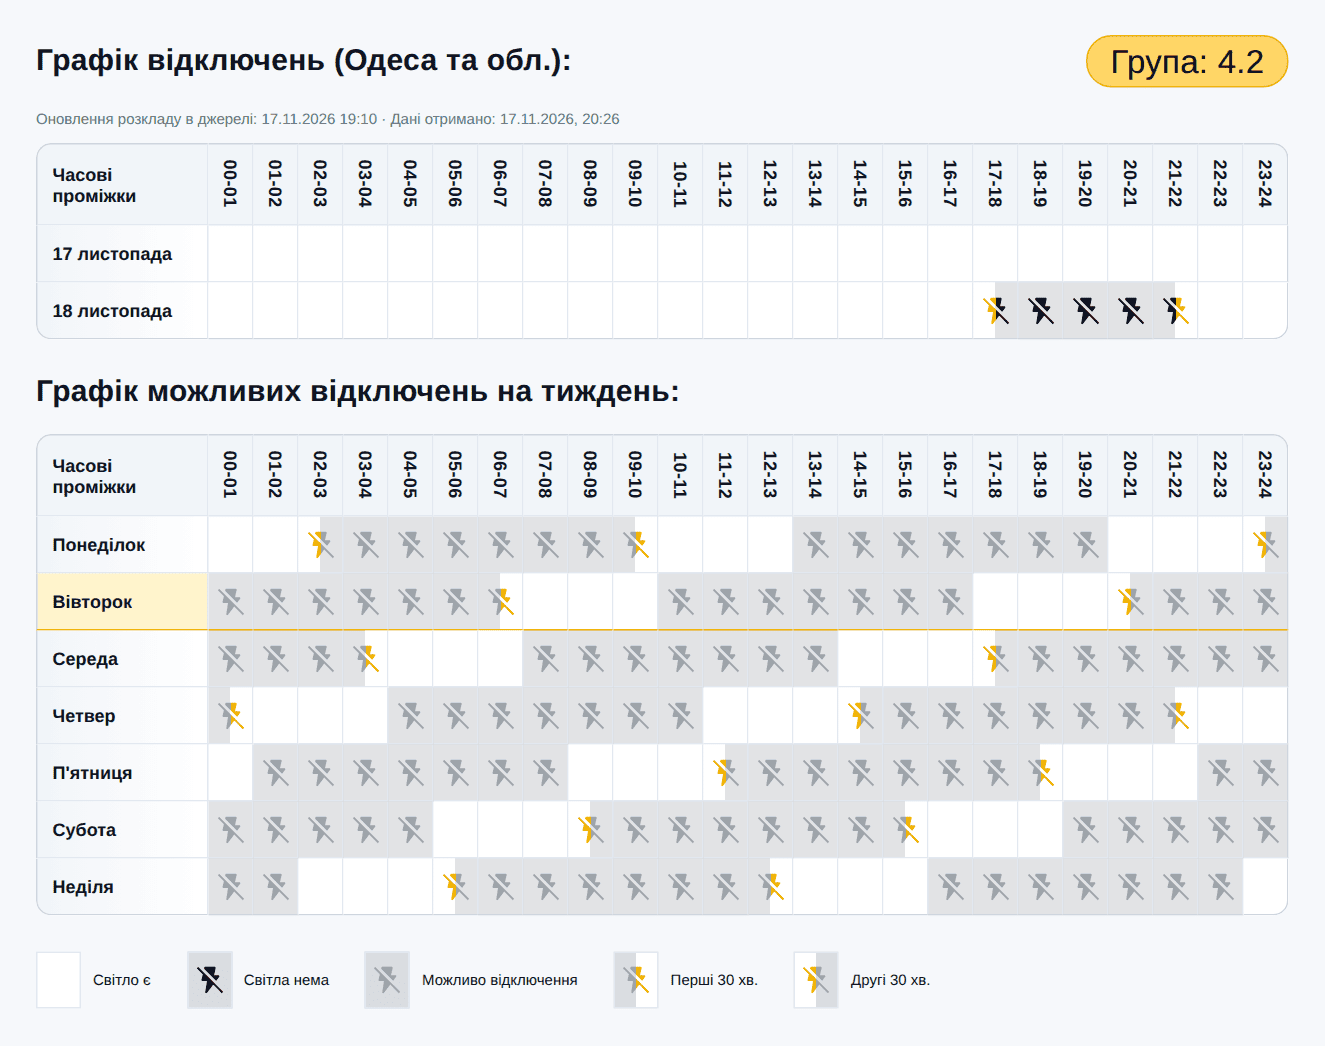 Графік відключень (Одеса та обл.):
Група: 4.2
Оновлення розкладу в джерелі: 17.11.2026 19:10 · Дані отримано: 17.11.2026, 20:26
Часові проміжки 00-01 01-02 02-03 03-04 04-05 05-06 06-07 07-08 08-09 09-10 10-11 11-12 12-13 13-14 14-15 15-16 16-17 17-18 18-19 19-20 20-21 21-22 22-23 23-24
17 листопада
18 листопада
Графік можливих відключень на тиждень:
Часові проміжки 00-01 01-02 02-03 03-04 04-05 05-06 06-07 07-08 08-09 09-10 10-11 11-12 12-13 13-14 14-15 15-16 16-17 17-18 18-19 19-20 20-21 21-22 22-23 23-24
Понеділок
Вівторок
Середа
Четвер
П'ятниця
Субота
Неділя
Світло є Світла нема Можливо відключення Перші 30 хв. Другі 30 хв.